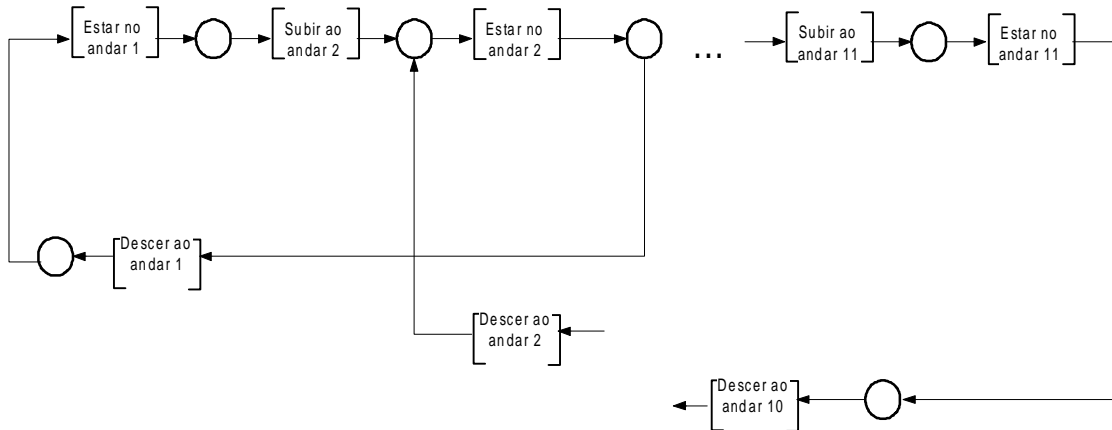 Estar no
andar 1
Subir ao
andar 2
Estar no
andar 2
...
Subir ao
andar 11
Estar no
andar 11
Descer ao
andar 1
Descer ao
andar 2
Descer ao
andar 10